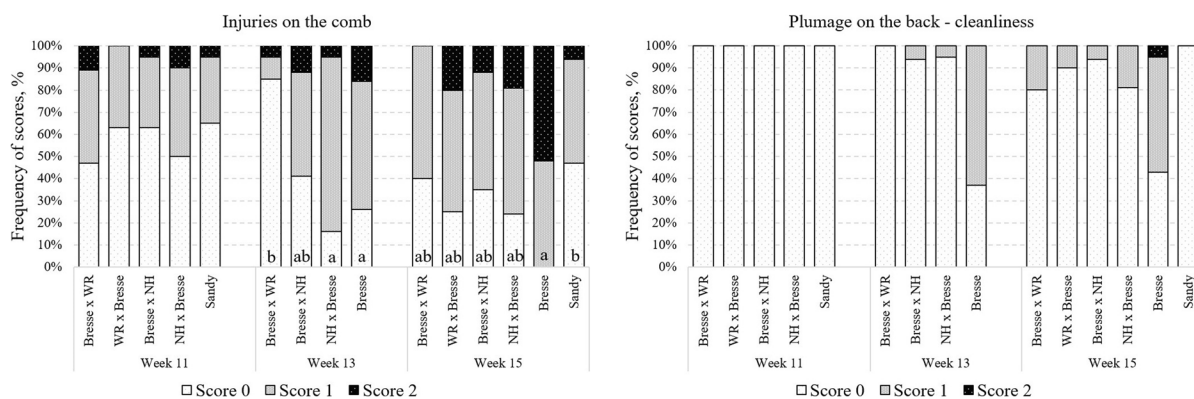 Injuries on the comb
Frequency of scores, %
100%
90%
80%
70%
60%
50%
40%
30%
20%
10%
0%
b ab a a ab ab ab ab a b
Bresse x WR
WR x Bresse
Bresse x NH
NH x Bresse
Sandy
Bresse x WR
Bresse x NH
NH x Bresse
Bresse
Bresse x WR
WR x Bresse
Bresse x NH
NH x Bresse
Bresse
Sandy
Week 11 Week 13 Week 15
Score 0 Score 1 Score 2
Plumage on the back - cleanliness
Frequency of scores, %
100%
90%
80%
70%
60%
50%
40%
30%
20%
10%
0%
Bresse x WR
WR x Bresse
Bresse x NH
NH x Bresse
Sandy
Bresse x WR
Bresse x NH
NH x Bresse
Bresse
Bresse x WR
WR x Bresse
Bresse x NH
NH x Bresse
Bresse
Sandy
Week 11 Week 13 Week 15
Score 0 Score 1 Score 2